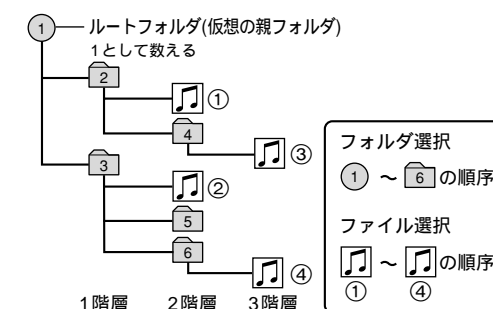 1 ルートフォルダ(仮想の親フォルダ)
1として数える
2
①
4
③
3
②
5
6
④
1階層 2階層 3階層
フォルダ選択
1 ~ 6 の順序
ファイル選択
~ の順序
① ④